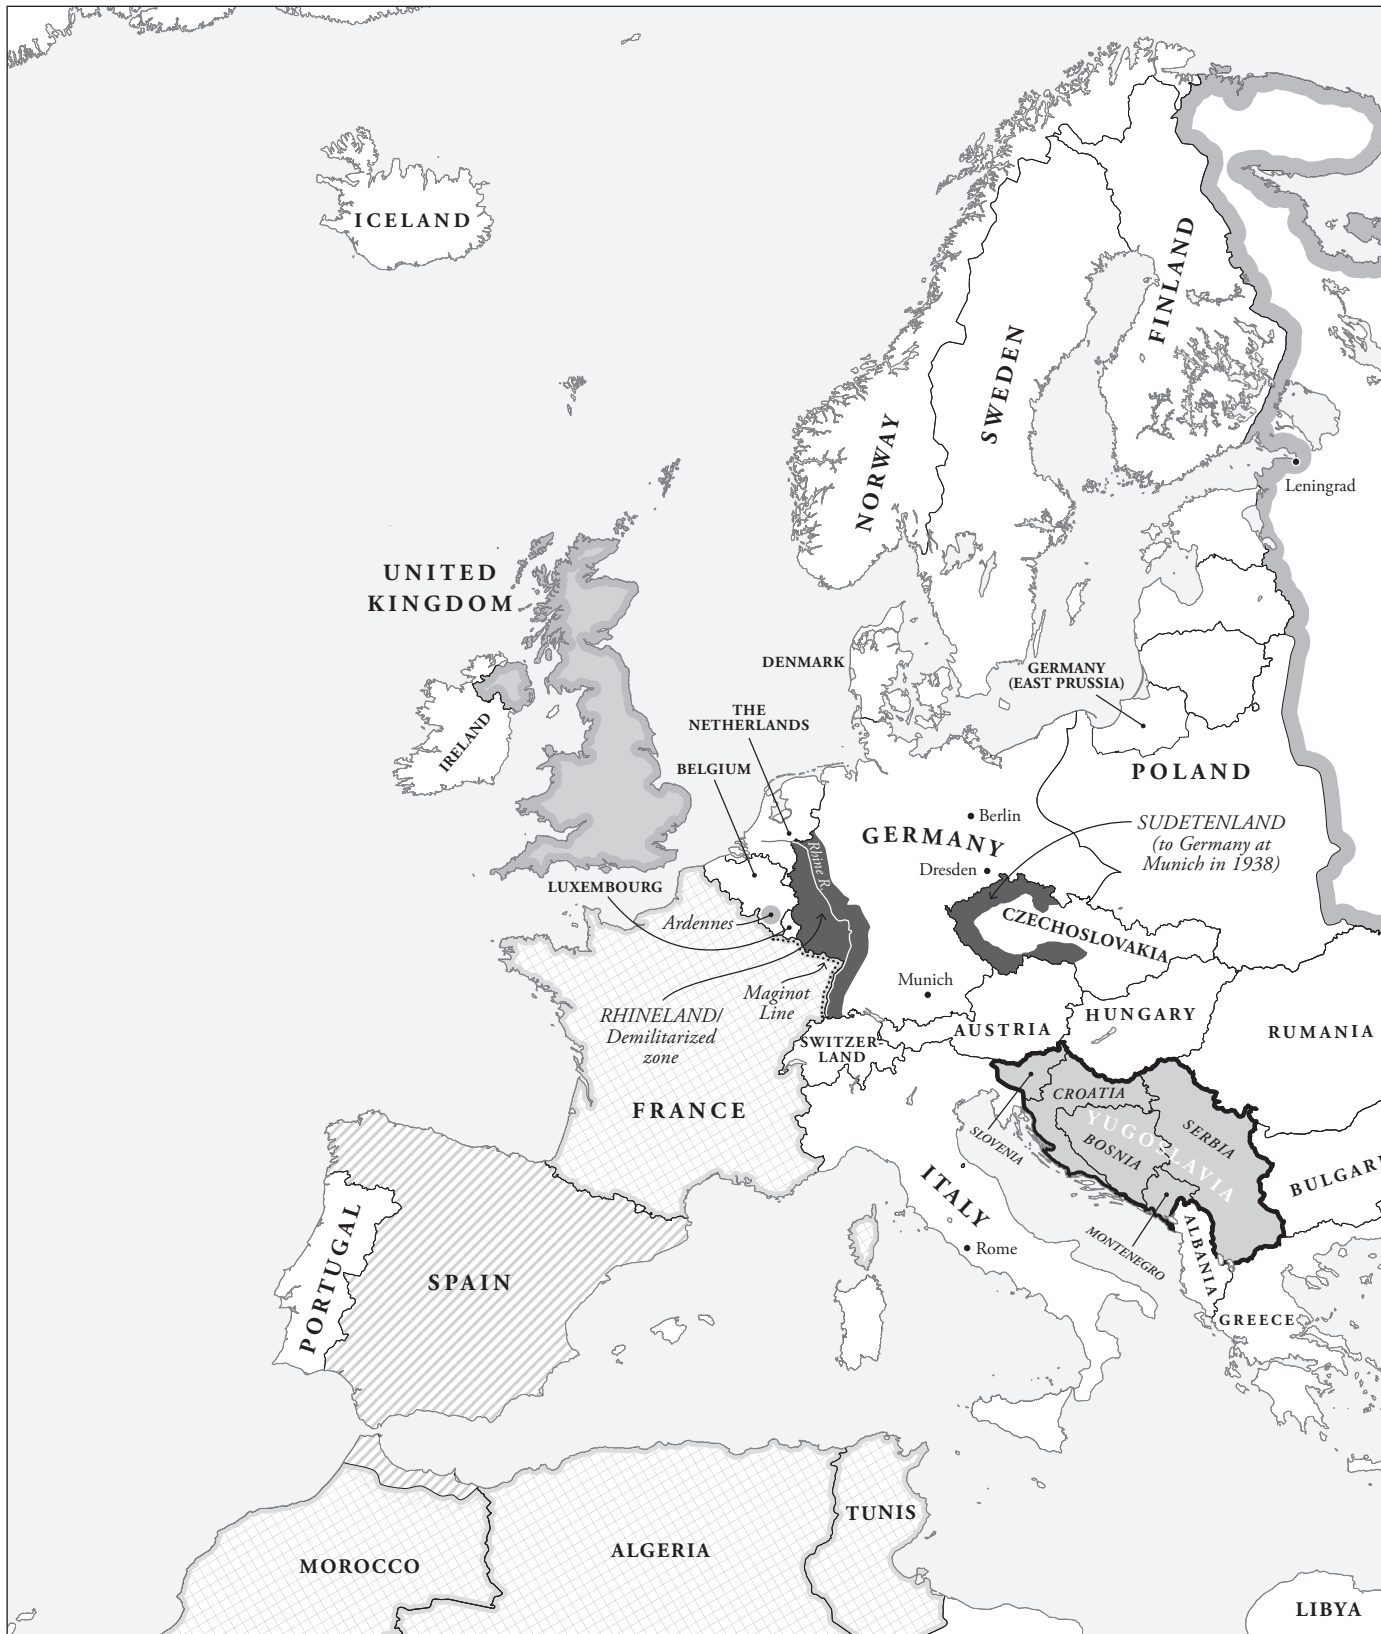 ICELAND
FINLAND
SWEDEN
NORWAY
Leningrad
UNITED
KINGDOM
DENMARK
GERMANY
(EAST PRUSSIA)
THE
NETHERLANDS
IRELAND
BELGIUM
POLAND
Berlin
GERMANY
SUDETENLAND
(to Germany at
Munich in 1938)
Rhine R.
Dresden
LUXEMBOURG
Ardennes
CZECHOSLOVAKIA
Munich
Maginot
Line
RHINELAND/
Demilitarized
zone
HUNGARY
AUSTRIA
RUMANIA
SWITZER-
LAND
CROATIA
FRANCE
SLOVENIA
YUGOSLAVIA
SERBIA
BOSNIA
BULGARI
ITALY
MONTENEGRO
ALBANIA
Rome
PORTUGAL
SPAIN
GREECE
TUNIS
ALGERIA
MOROCCO
LIBYA